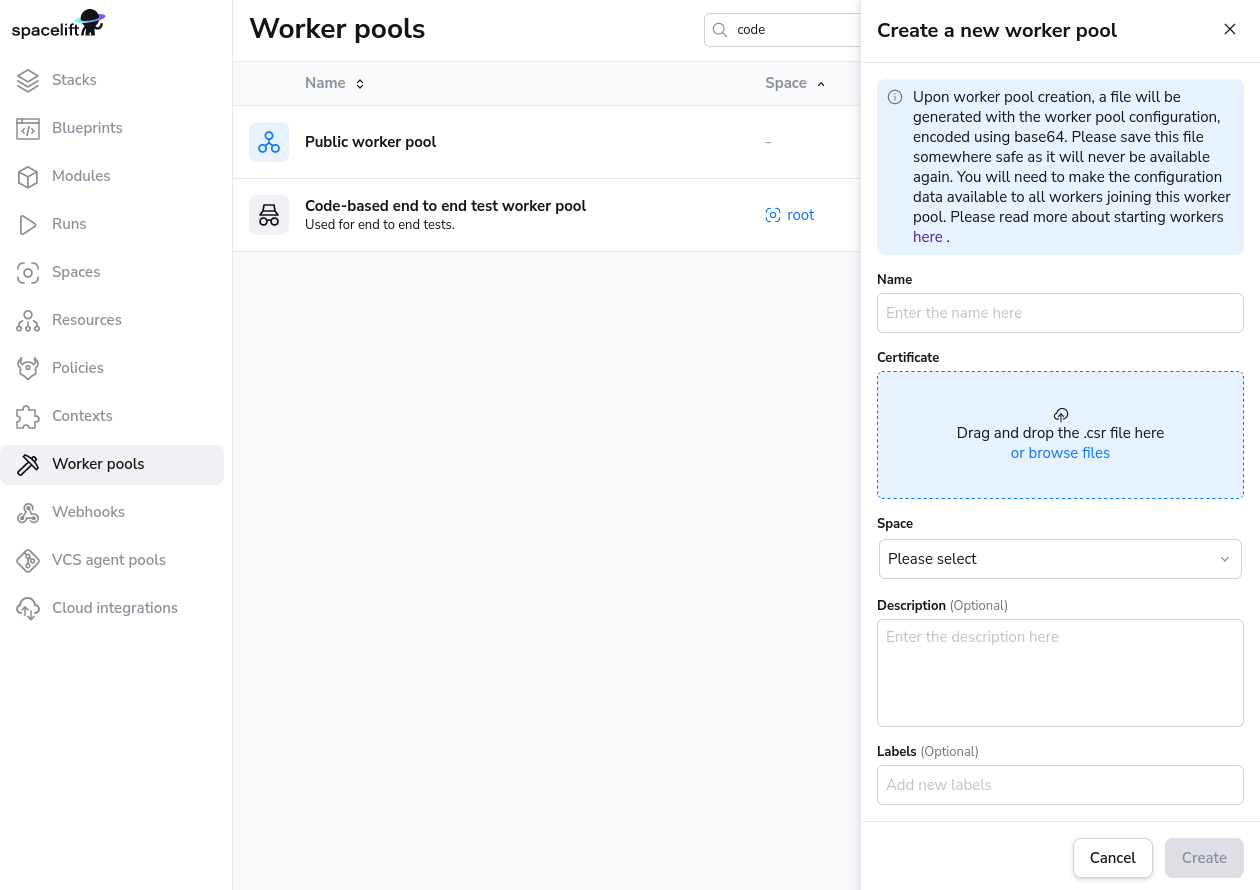 spacelift
Stacks
Blueprints
Modules
Runs
Spaces
Resources
Policies
Contexts
Worker pools
Webhooks
VCS agent pools
Cloud integrations
Worker pools
code
Name
Space
Public worker pool
-
Code-based end to end test worker pool
Used for end to end tests.
root
Create a new worker pool
Upon worker pool creation, a file will be
generated with the worker pool configuration,
encoded using base64. Please save this file
somewhere safe as it will never be available
again. You will need to make the configuration
data available to all workers joining this worker
pool. Please read more about starting workers
here .
Name
Enter the name here
Certificate
Drag and drop the .csr file here
or browse files
Space
Please select
Description (Optional)
Enter the description here
Labels (Optional)
Add new labels
Cancel
Create